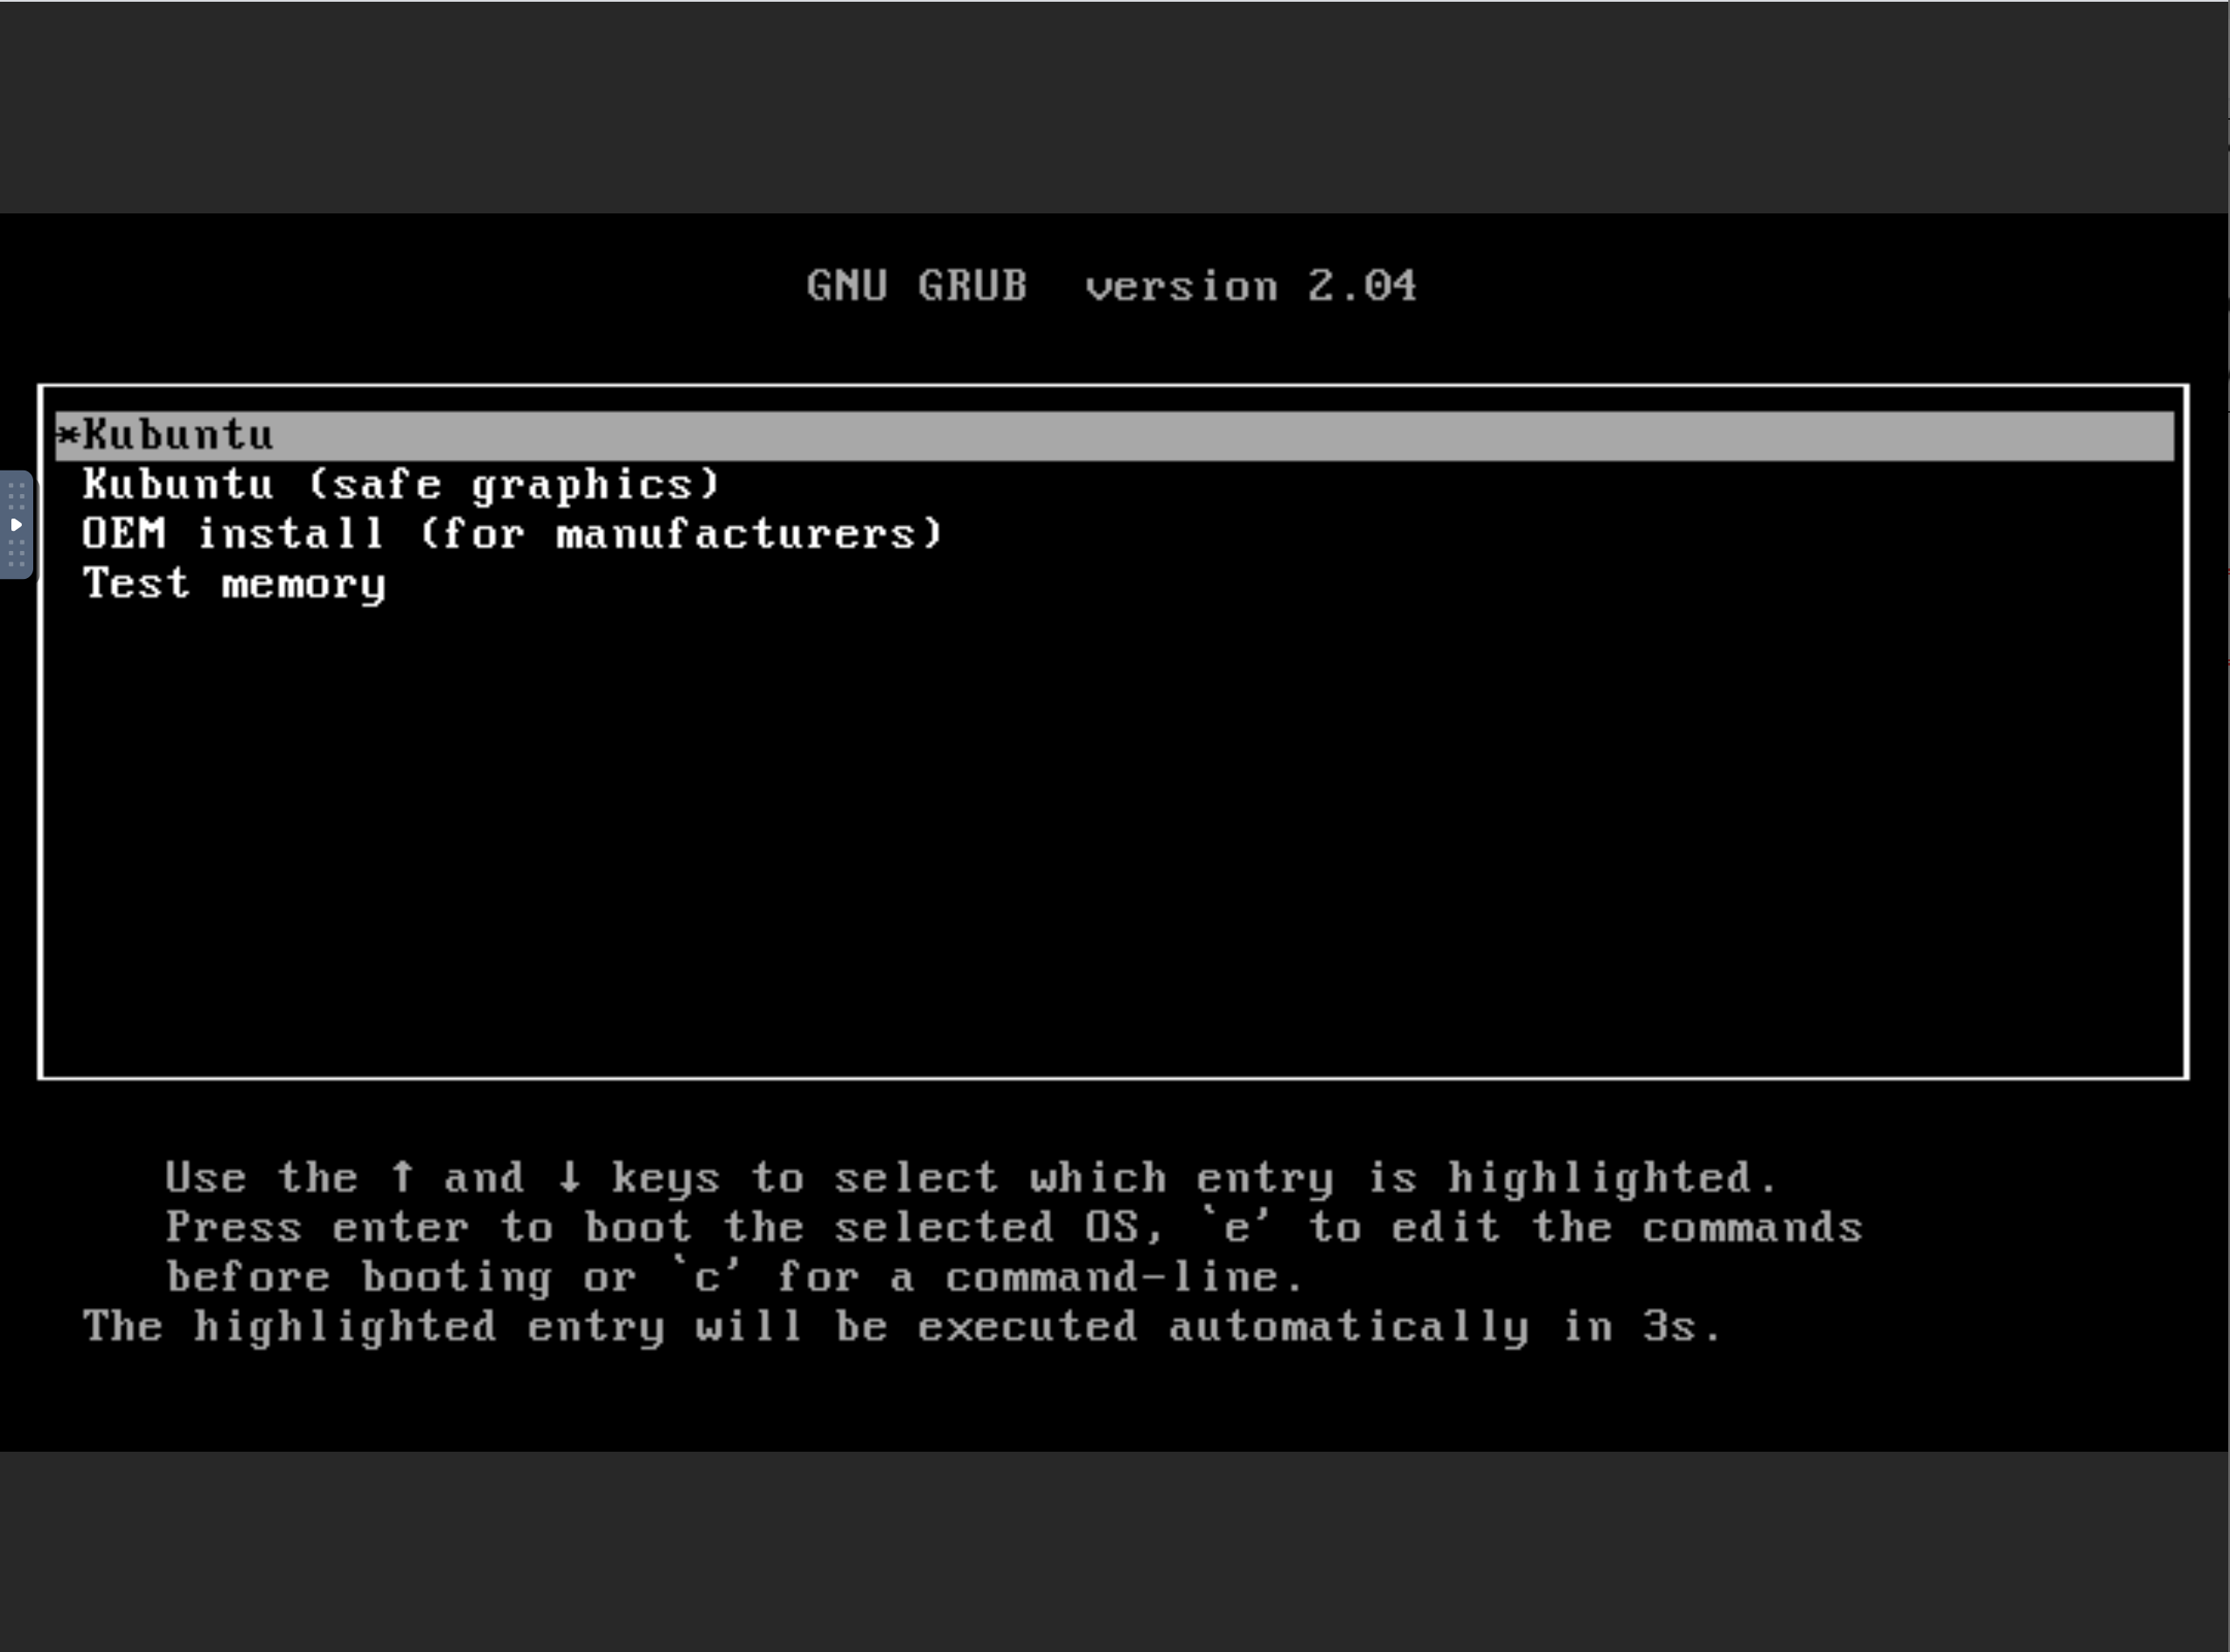 GNU GRUB  version 2.04
*Kubuntu
Kubuntu (safe graphics)
OEM install (for manufacturers)
Test memory
Use the ↑ and ↓ keys to select which entry is highlighted.
Press enter to boot the selected OS, `e' to edit the commands
before booting or `c' for a command-line.
The highlighted entry will be executed automatically in 3s.